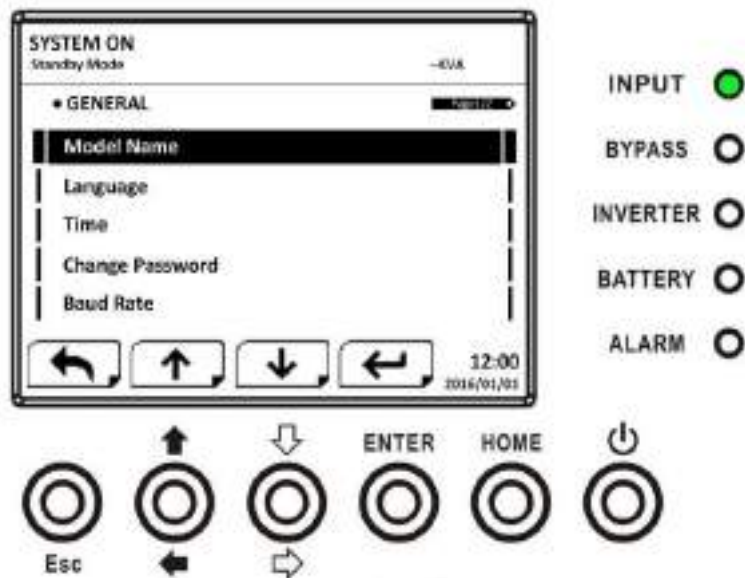 SYSTEM ON
Standby Mode
--KVA
• GENERAL
Model Name
Language
Time
Change Password
Baud Rate
12:00
2016/01/01
INPUT
BYPASS
INVERTER
BATTERY
ALARM
ENTER
HOME
Esc